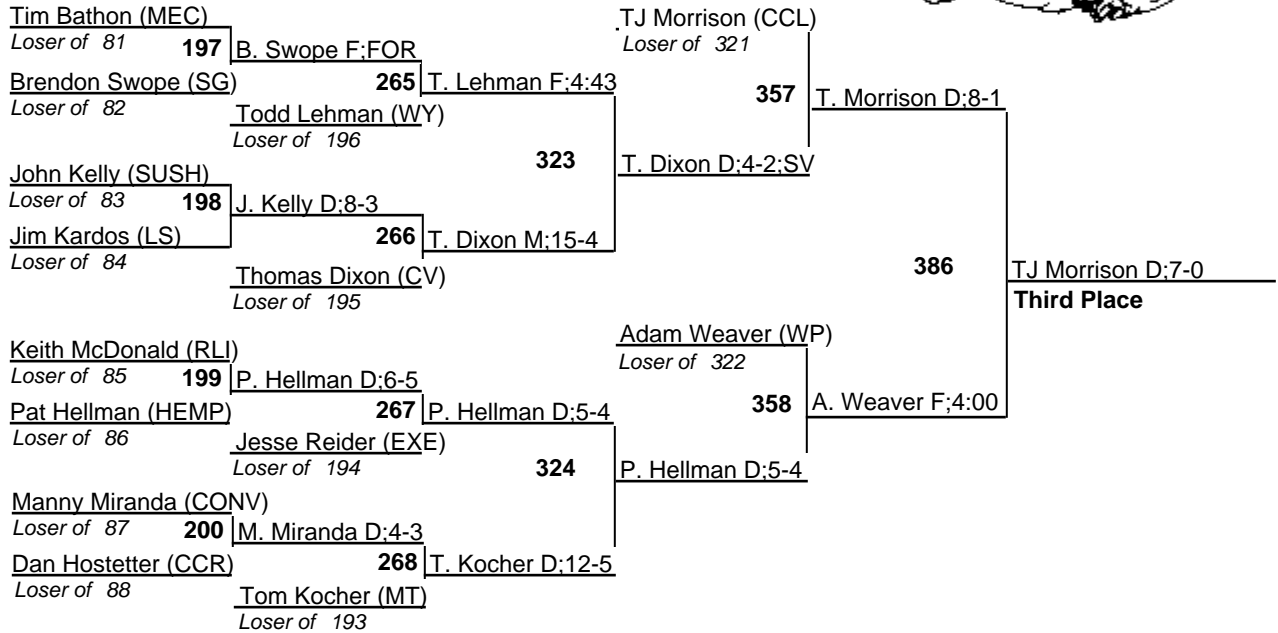 Tim Bathon (MEC)
Loser of 81
197
B. Swope F;FOR
Brendon Swope (SG)
Loser of 82
265
T. Lehman F;4:43
Todd Lehman (WY)
Loser of 196
323
John Kelly (SUSH)
Loser of 83
198
J. Kelly D;8-3
Jim Kardos (LS)
Loser of 84
266
T. Dixon M;15-4
Thomas Dixon (CV)
Loser of 195
TJ Morrison (CCL)
Loser of 321
357
T. Morrison D;8-1
T. Dixon D;4-2;SV
386
TJ Morrison D;7-0
Third Place
Keith McDonald (RLI)
Loser of 85
199
P. Hellman D;6-5
Pat Hellman (HEMP)
Loser of 86
267
P. Hellman D;5-4
Jesse Reider (EXE)
Loser of 194
324
Manny Miranda (CONV)
Loser of 87
200
M. Miranda D;4-3
Dan Hostetter (CCR)
Loser of 88
268
T. Kocher D;12-5
Tom Kocher (MT)
Loser of 193
Adam Weaver (WP)
Loser of 322
358
A. Weaver F;4:00
P. Hellman D;5-4